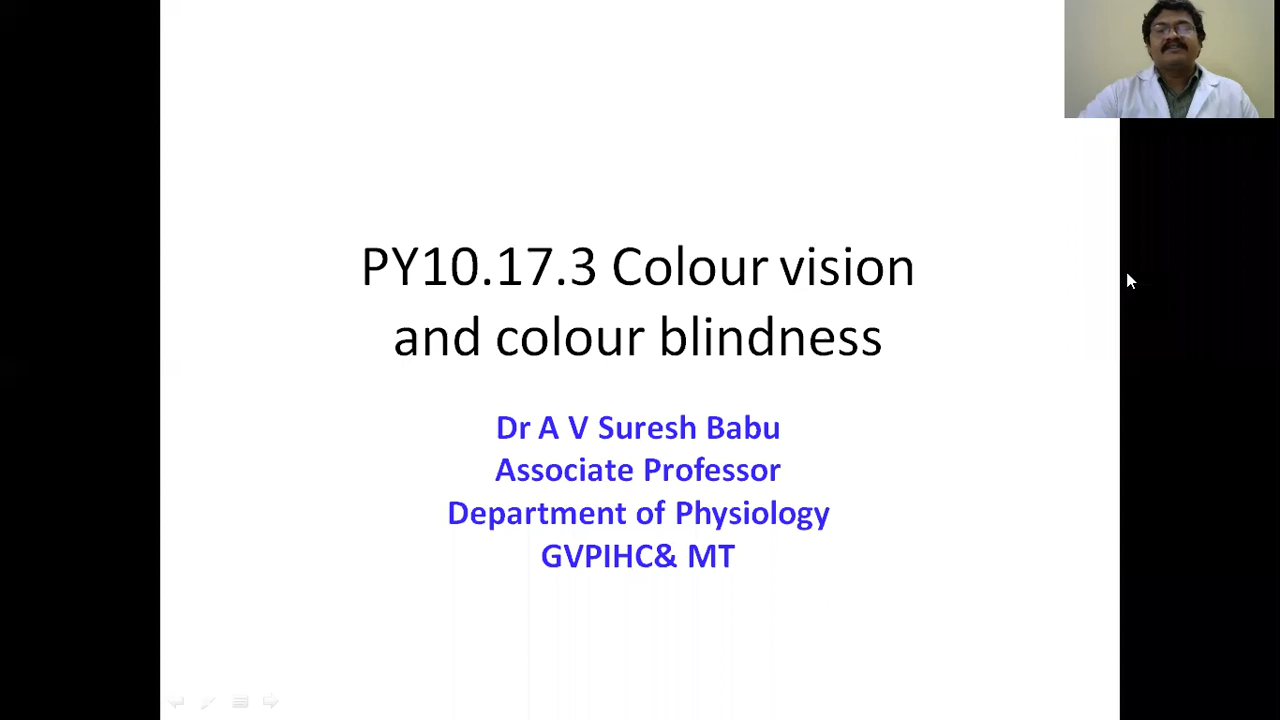 PY10.17.3 Colour vision
and colour blindness
Dr A V Suresh Babu
Associate Professor
Department of Physiology
GVPIHC& MT